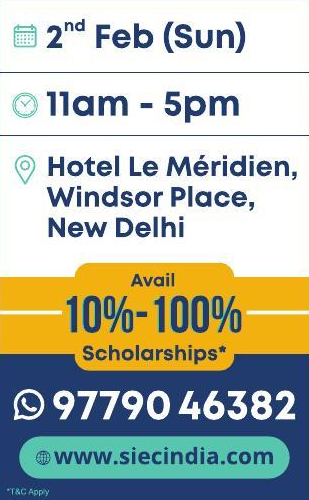 2nd Feb (Sun)
11am - 5pm
Hotel Le Méridien,
Windsor Place,
New Delhi
Avail
10%-100%
Scholarships*
97790 46382
www.siecindia.com
*T&C Apply